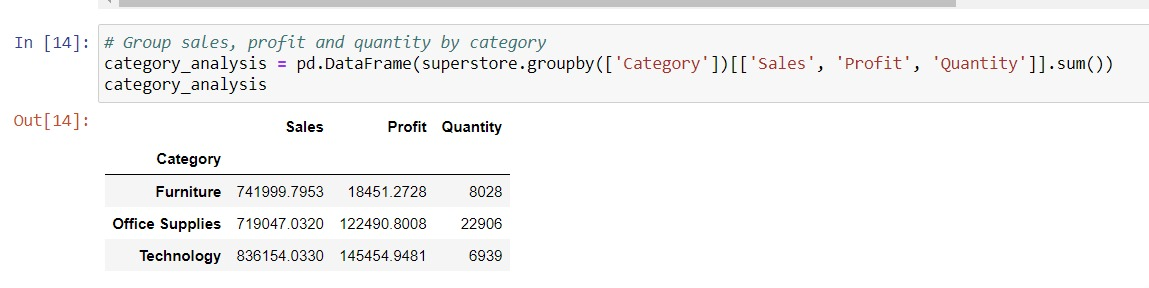 In [14]: # Group sales, profit and quantity by category
category_analysis = pd.DataFrame(superstore.groupby(['Category'])[['Sales', 'Profit', 'Quantity']].sum())
category_analysis
Out[14]:
Sales Profit Quantity
Category
Furniture 741999.7953 18451.2728 8028
Office Supplies 719047.0320 122490.8008 22906
Technology 836154.0330 145454.9481 6939